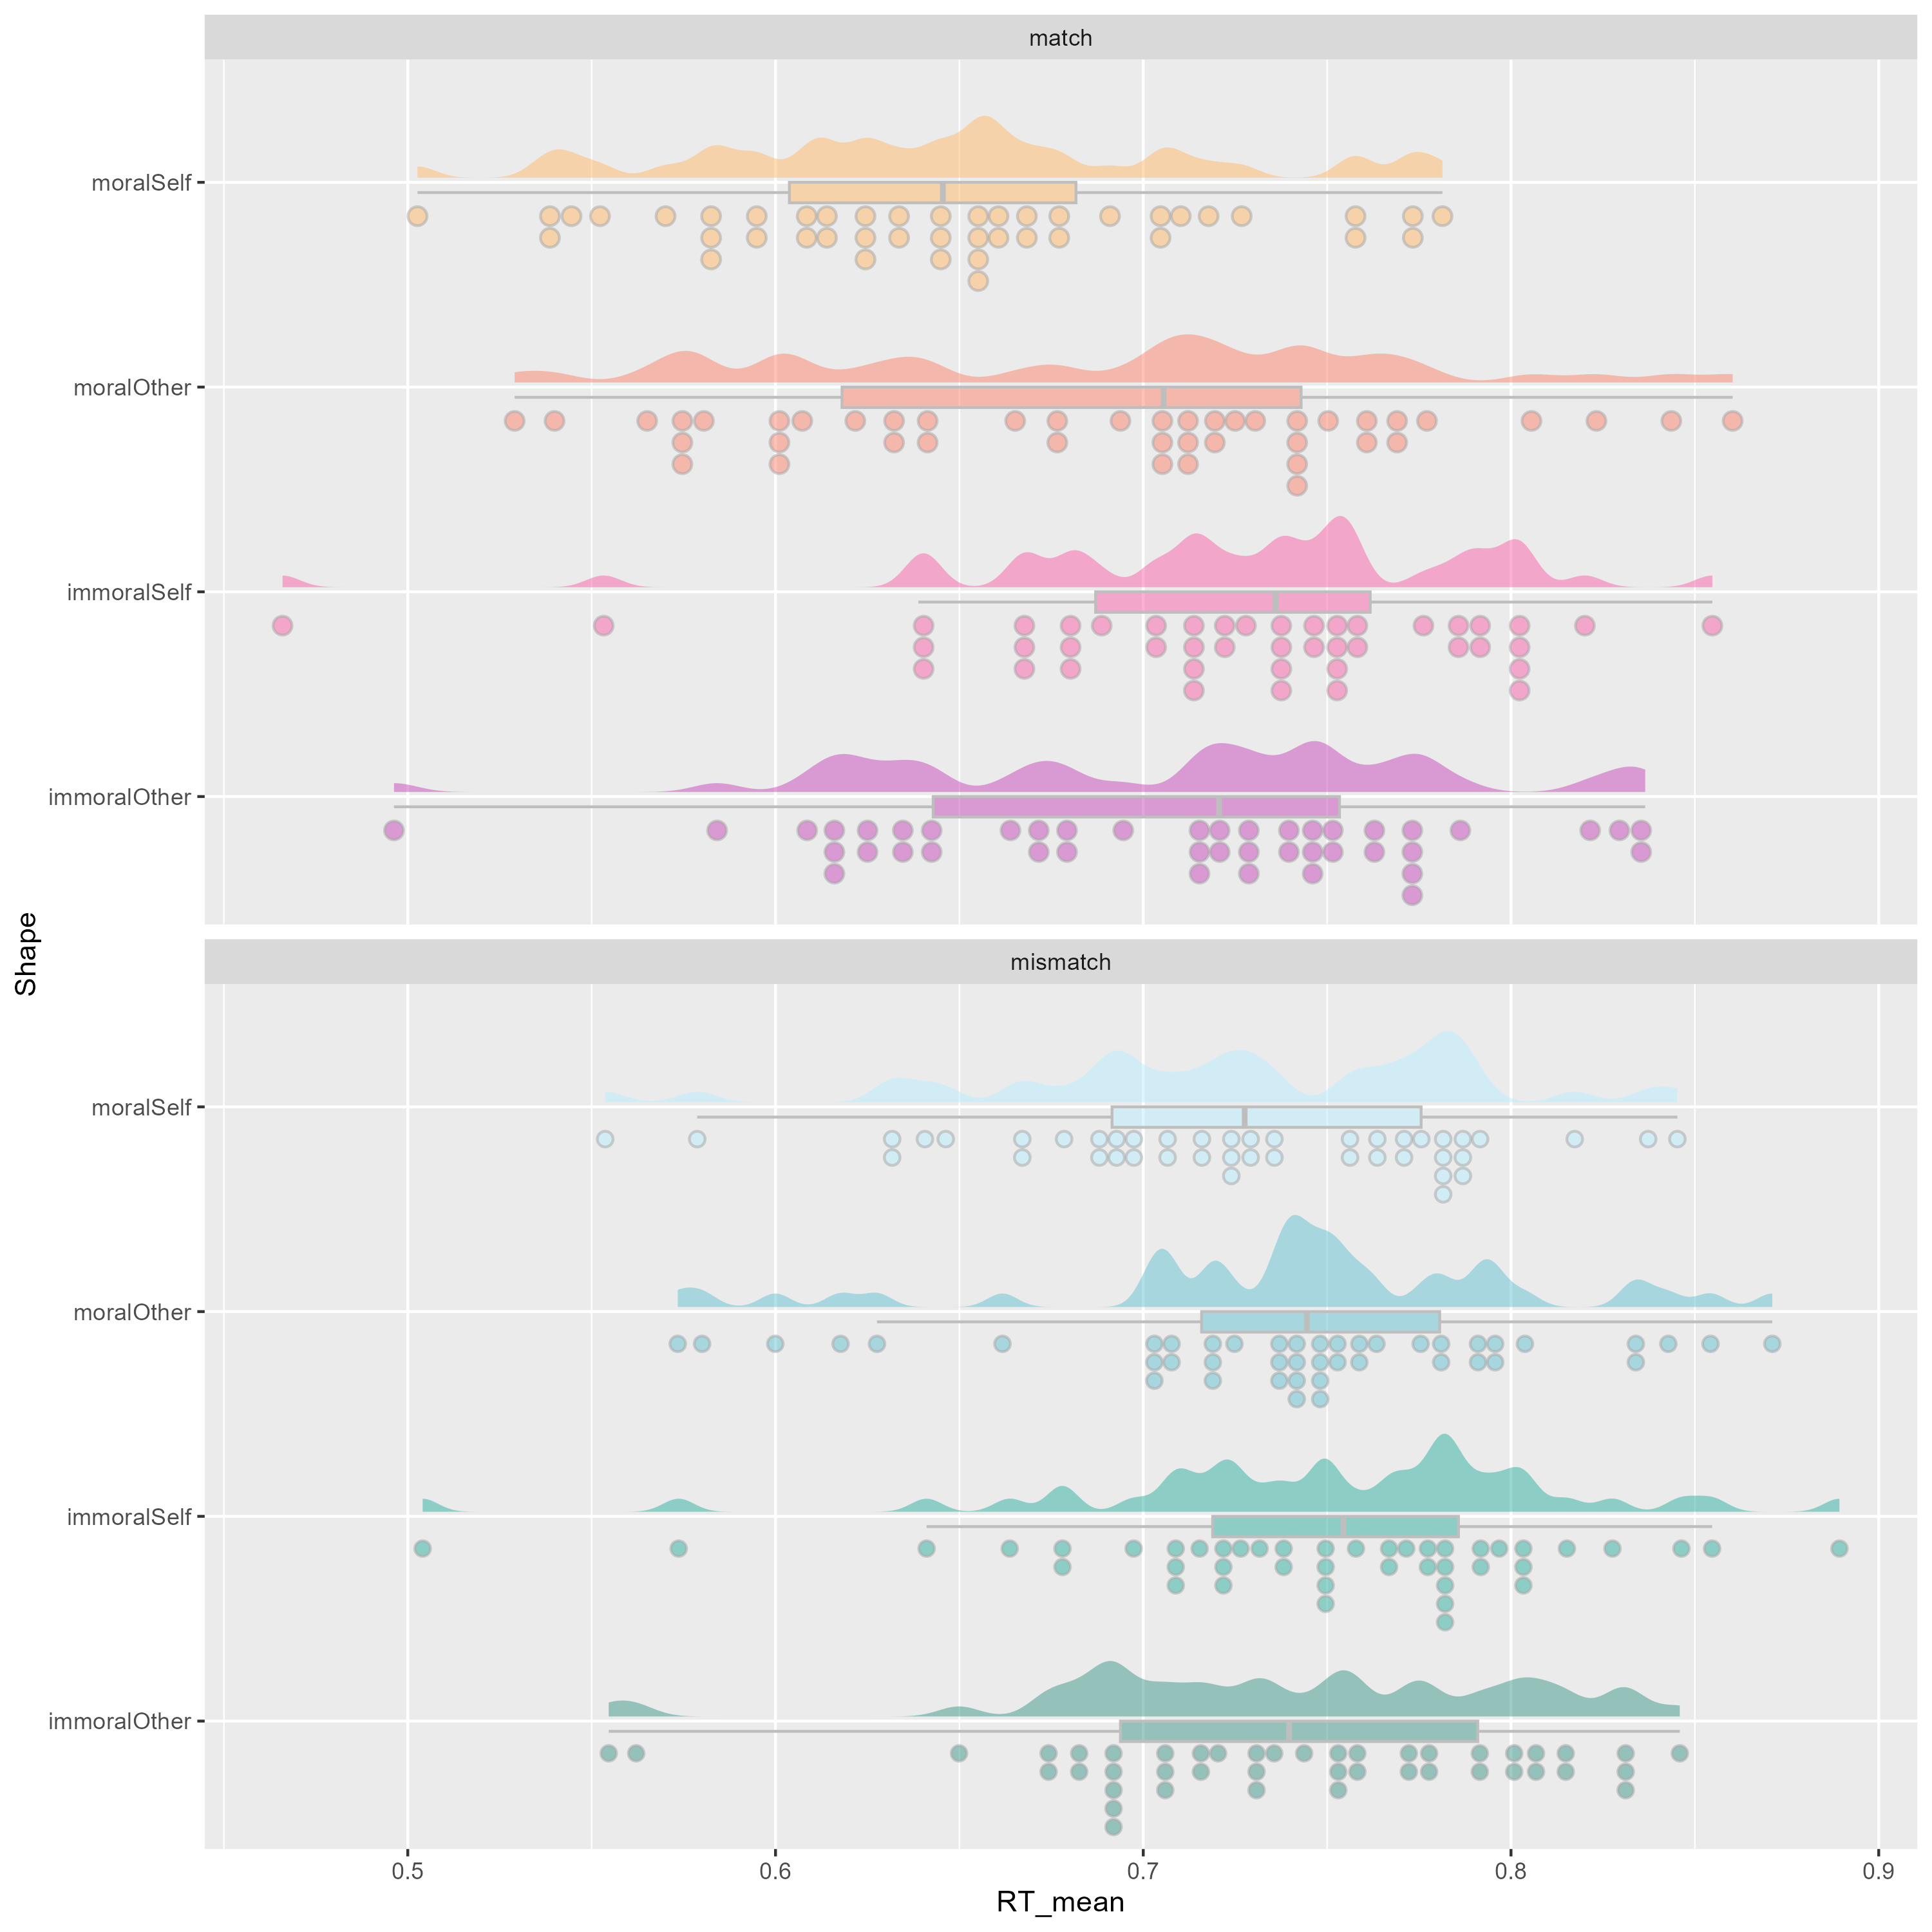 match
moralSelf
moralOther
immoralSelf
immoralOther
Shape
mismatch
moralSelf
moralOther
immoralSelf
immoralOther
0.5 0.6 0.7 0.8 0.9
RT_mean